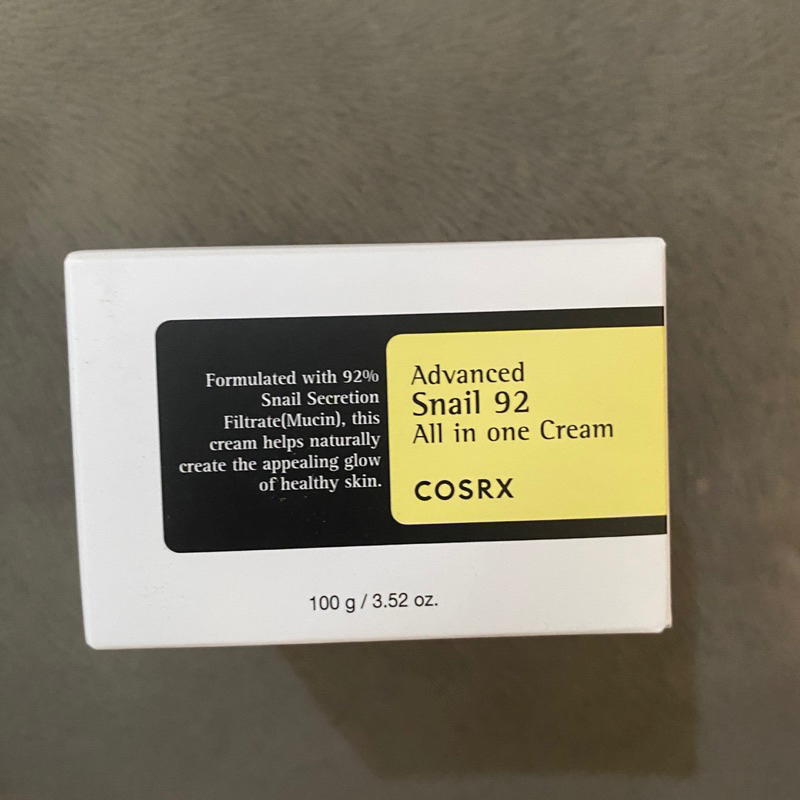 Formulated with 92%
Snail Secretion
Filtrate(Mucin), this
cream helps naturally
create the appealing glow
of healthy skin.
Advanced
Snail 92
All in one Cream
COSRX
100 g / 3.52 oz.